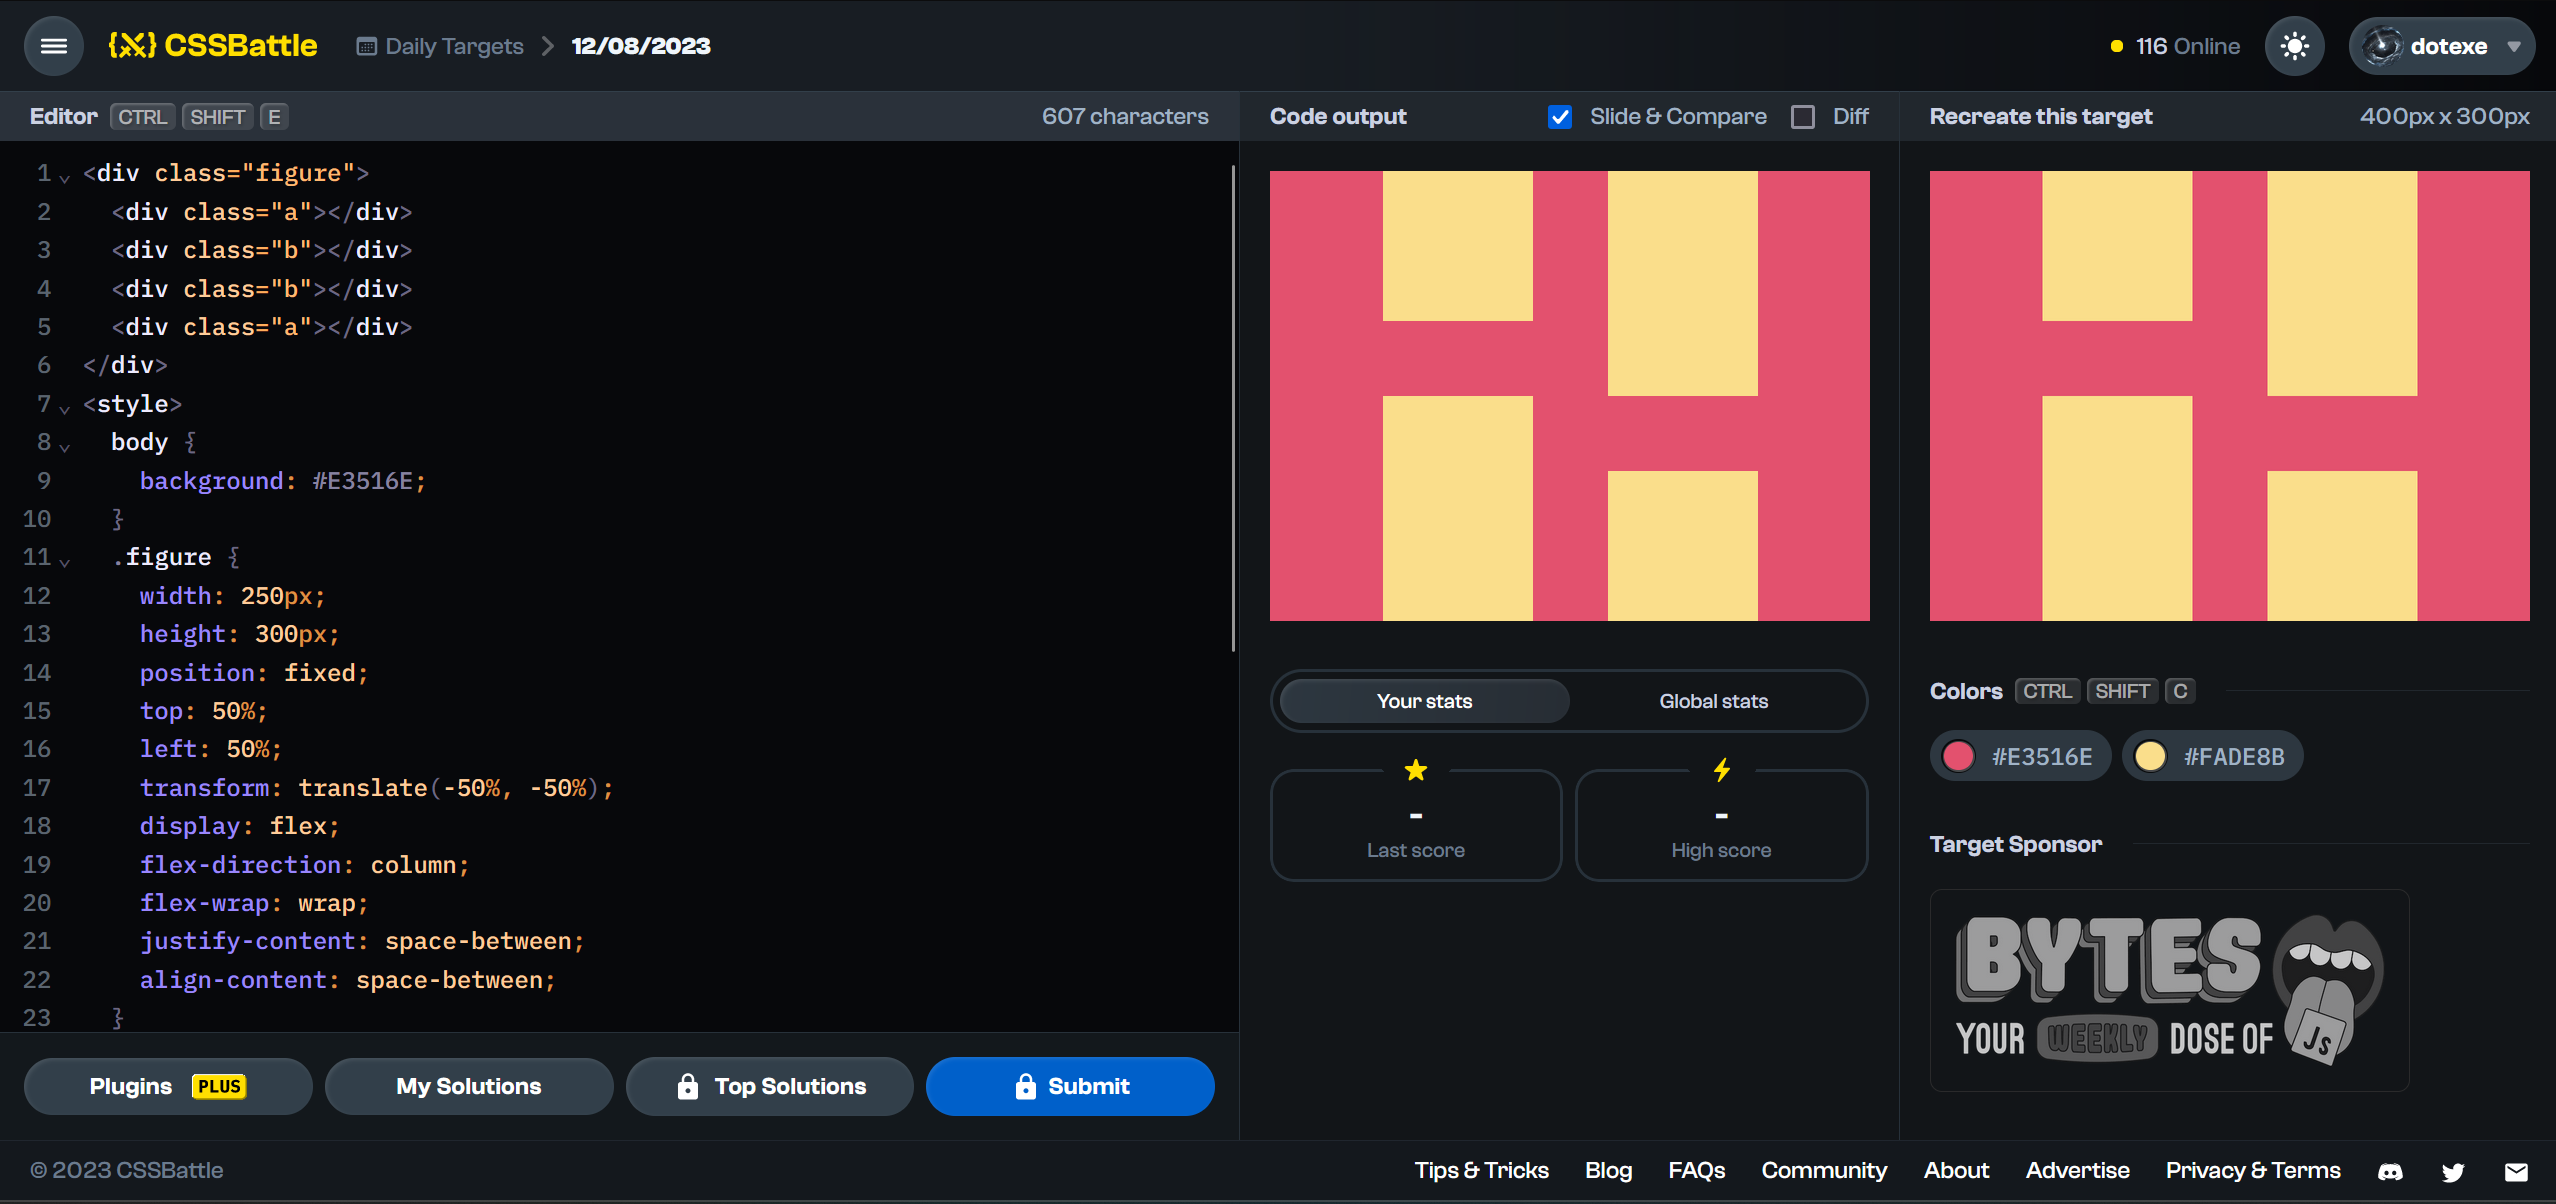 {X} CSSBattle
Daily Targets > 12/08/2023
116 Online
dotexe
Editor CTRL SHIFT E
607 characters
1 <div class="figure">
2 <div class="a"></div>
3 <div class="b"></div>
4 <div class="b"></div>
5 <div class="a"></div>
6 </div>
7 <style>
8 body {
9 background: #E3516E;
10 }
11 .figure {
12 width: 250px;
13 height: 300px;
14 position: fixed;
15 top: 50%;
16 left: 50%;
17 transform: translate(-50%, -50%);
18 display: flex;
19 flex-direction: column;
20 flex-wrap: wrap;
21 justify-content: space-between;
22 align-content: space-between;
23 }
Plugins PLUS
My Solutions
Top Solutions
Submit
Code output
Slide & Compare
Diff
Your stats
Global stats
-
Last score
-
High score
Recreate this target
400px x 300px
Colors CTRL SHIFT C
#E3516E
#FADE8B
Target Sponsor
BYTES
YOUR WEEKLY DOSE OF JS
© 2023 CSSBattle
Tips & Tricks
Blog
FAQs
Community
About
Advertise
Privacy & Terms